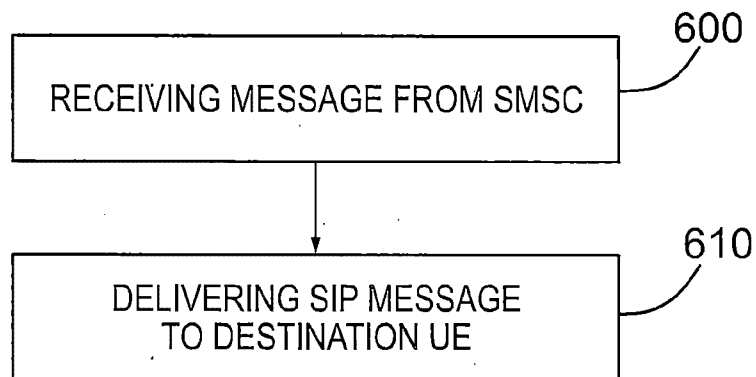 600
RECEIVING MESSAGE FROM SMSC
610
DELIVERING SIP MESSAGE
TO DESTINATION UE